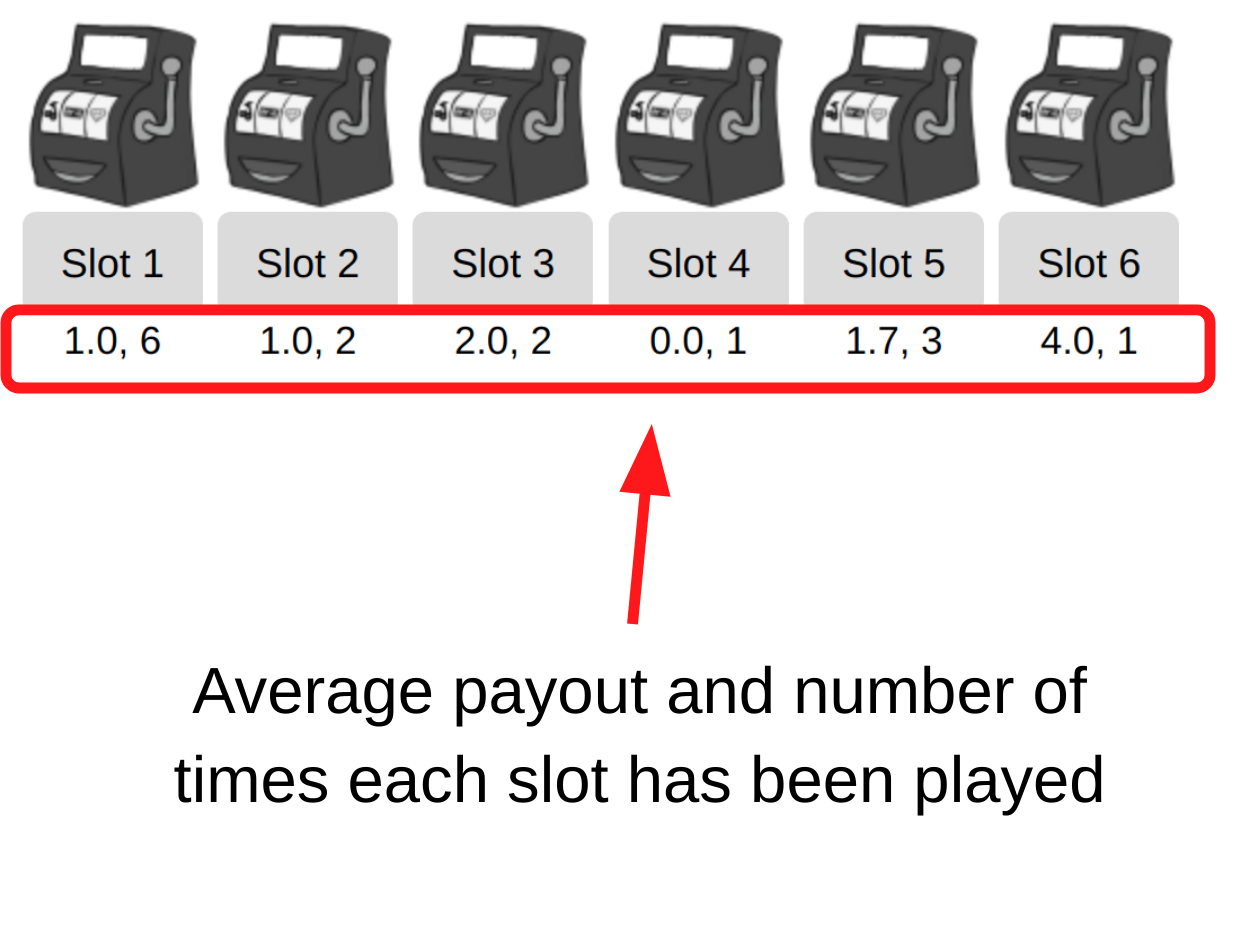 Slot 1 Slot 2 Slot 3 Slot 4 Slot 5 Slot 6
1.0, 6 1.0, 2 2.0, 2 0.0, 1 1.7, 3 4.0, 1
Average payout and number of
times each slot has been played